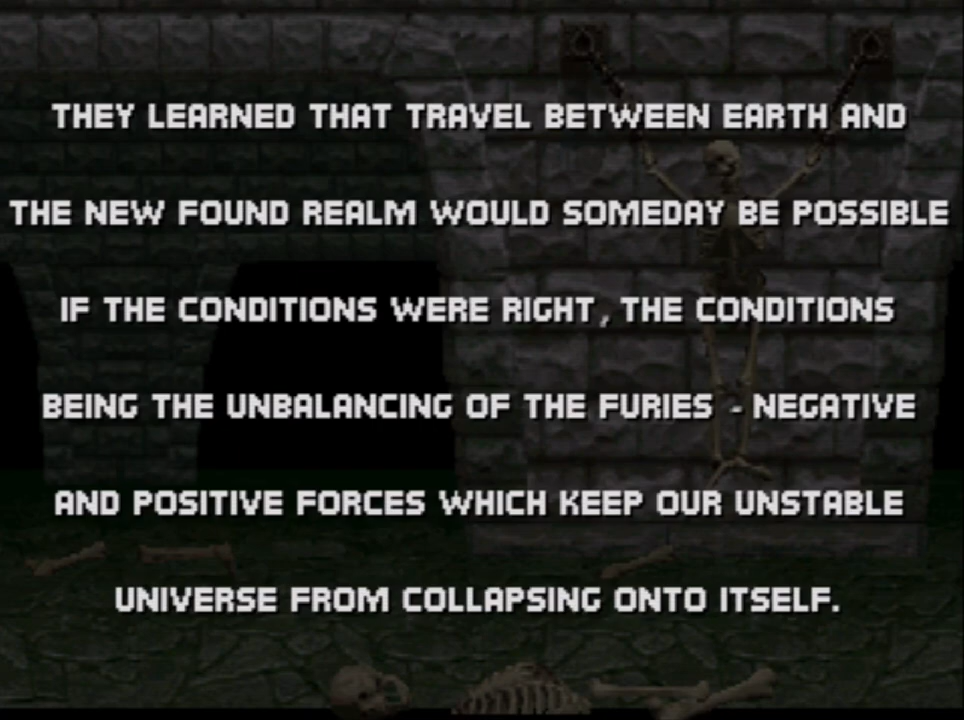 THEY LEARNED THAT TRAVEL BETWEEN EARTH AND
THE NEW FOUND REALM WOULD SOMEDAY BE POSSIBLE
IF THE CONDITIONS WERE RIGHT, THE CONDITIONS
BEING THE UNBALANCING OF THE FURIES - NEGATIVE
AND POSITIVE FORCES WHICH KEEP OUR UNSTABLE
UNIVERSE FROM COLLAPSING ONTO ITSELF.